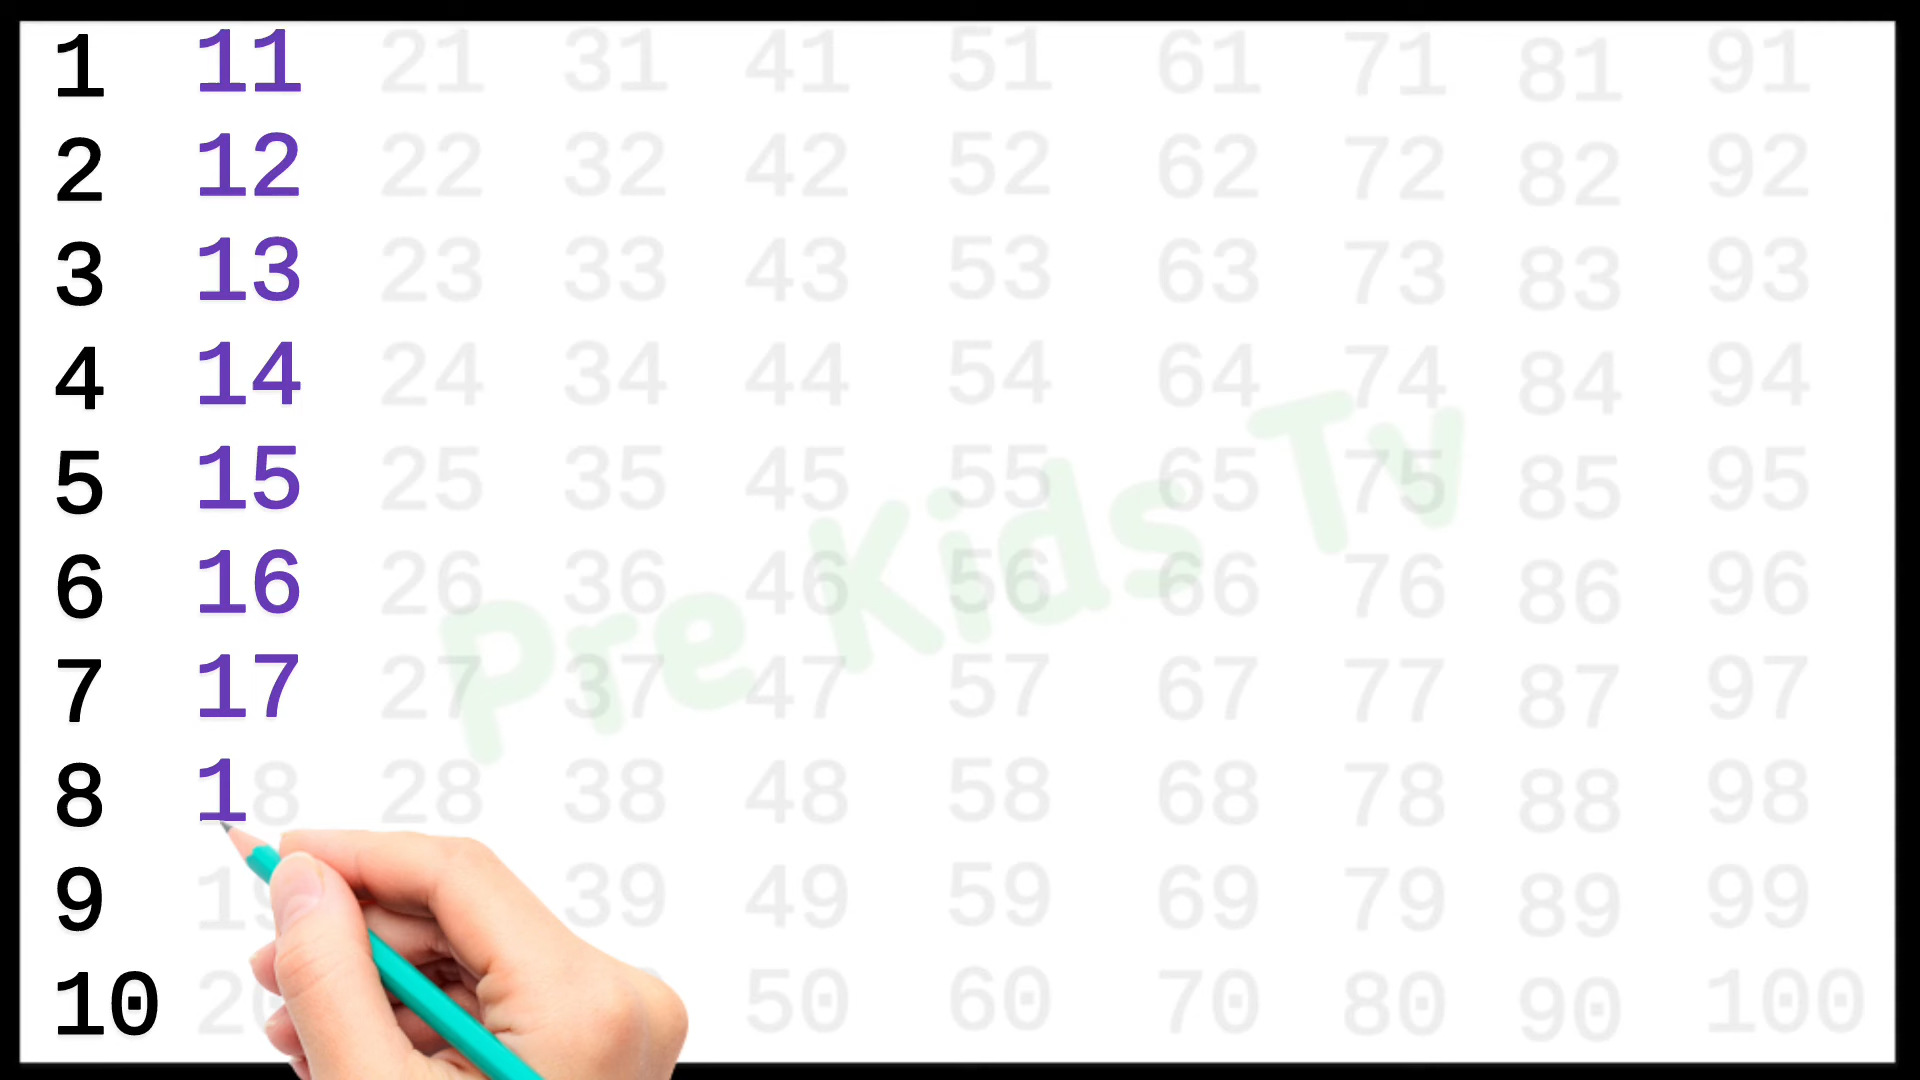 1 11 21 31 41 51 61 71 81 91
2 12 22 32 42 52 62 72 82 92
3 13 23 33 43 53 63 73 83 93
4 14 24 34 44 54 64 74 84 94
5 15 25 35 45 55 65 75 85 95
6 16 26 36 46 56 66 76 86 96
7 17 27 37 47 57 67 77 87 97
8 18 28 38 48 58 68 78 88 98
9 19 39 49 59 69 79 89 99
10 20 50 60 70 80 90 100
Pre Kids Tv